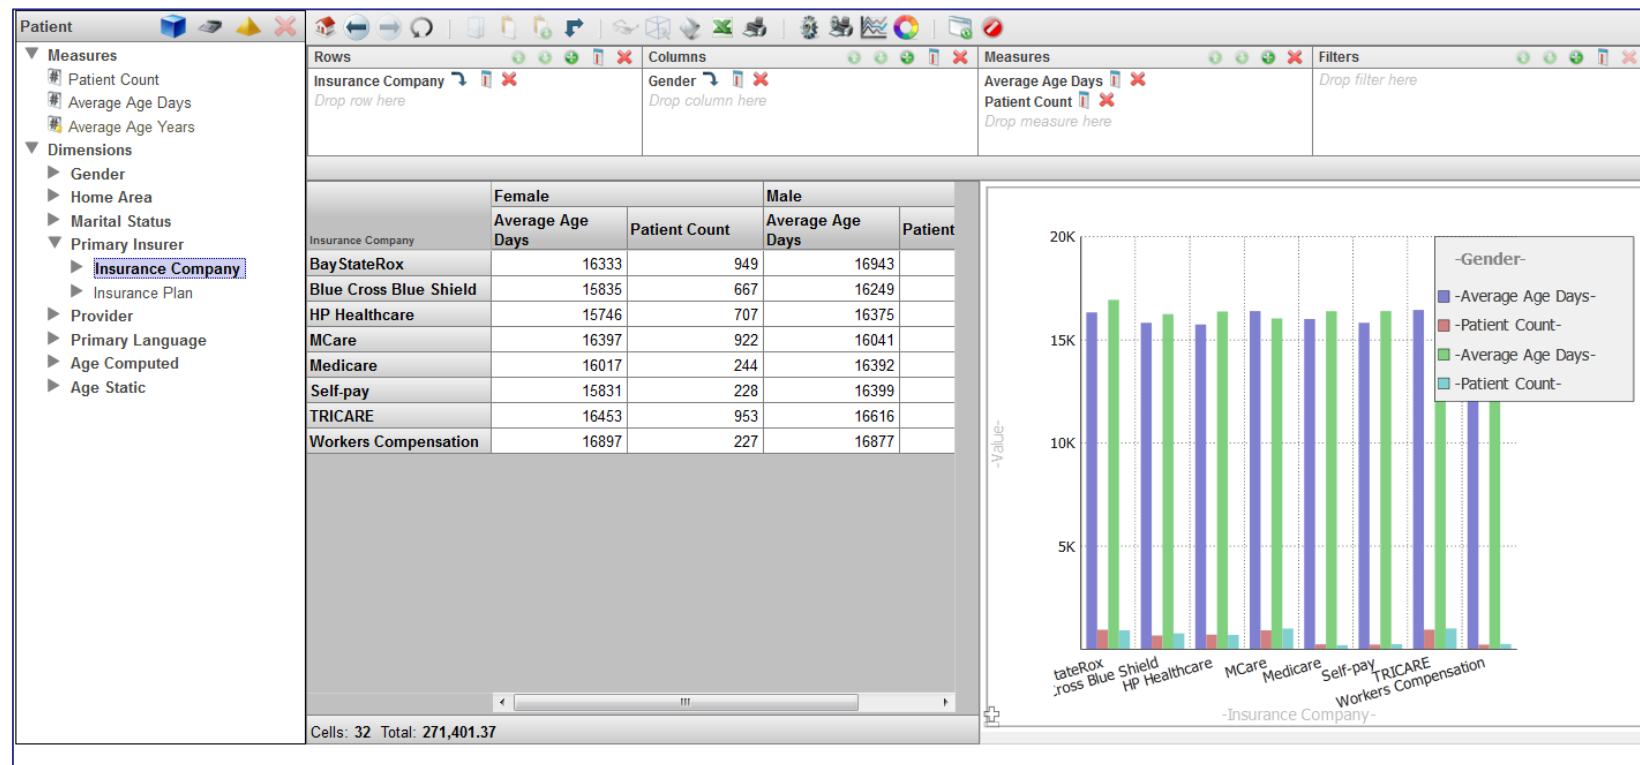 Patient
Measures
Patient Count
Average Age Days
Average Age Years
Dimensions
Gender
Home Area
Marital Status
Primary Insurer
Insurance Company
Insurance Plan
Provider
Primary Language
Age Computed
Age Static
Rows
Insurance Company
Drop row here
Columns
Gender
Drop column here
Measures
Average Age Days
Patient Count
Drop measure here
Filters
Drop filter here
Female Male
Insurance Company Average Age Days Patient Count Average Age Days Patient
BayStateRox 16333 949 16943
Blue Cross Blue Shield 15835 667 16249
HP Healthcare 15746 707 16375
MCare 16397 922 16041
Medicare 16017 244 16392
Self-pay 15831 228 16399
TRICARE 16453 953 16616
Workers Compensation 16897 227 16877
Cells: 32 Total: 271,401.37
20K
15K
10K
5K
-Value-
-Gender-
-Average Age Days-
-Patient Count-
-Average Age Days-
-Patient Count-
tateRox
ross Blue Shield
HP Healthcare
MCare
Medicare
Self-pay
TRICARE
Workers Compensation
-Insurance Company-